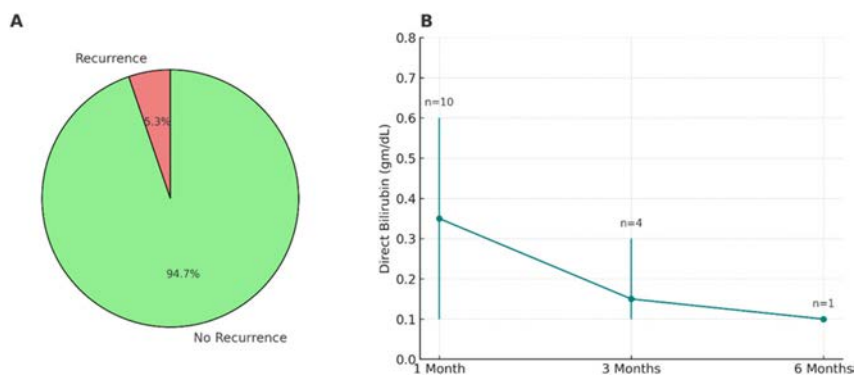 A
Recurrence
5.3%
94.7%
No Recurrence
B
Direct Bilirubin (gm/dL)
0.8
0.7
0.6
0.5
0.4
0.3
0.2
0.1
0.0
n=10
n=4
n=1
1 Month
3 Months
6 Months